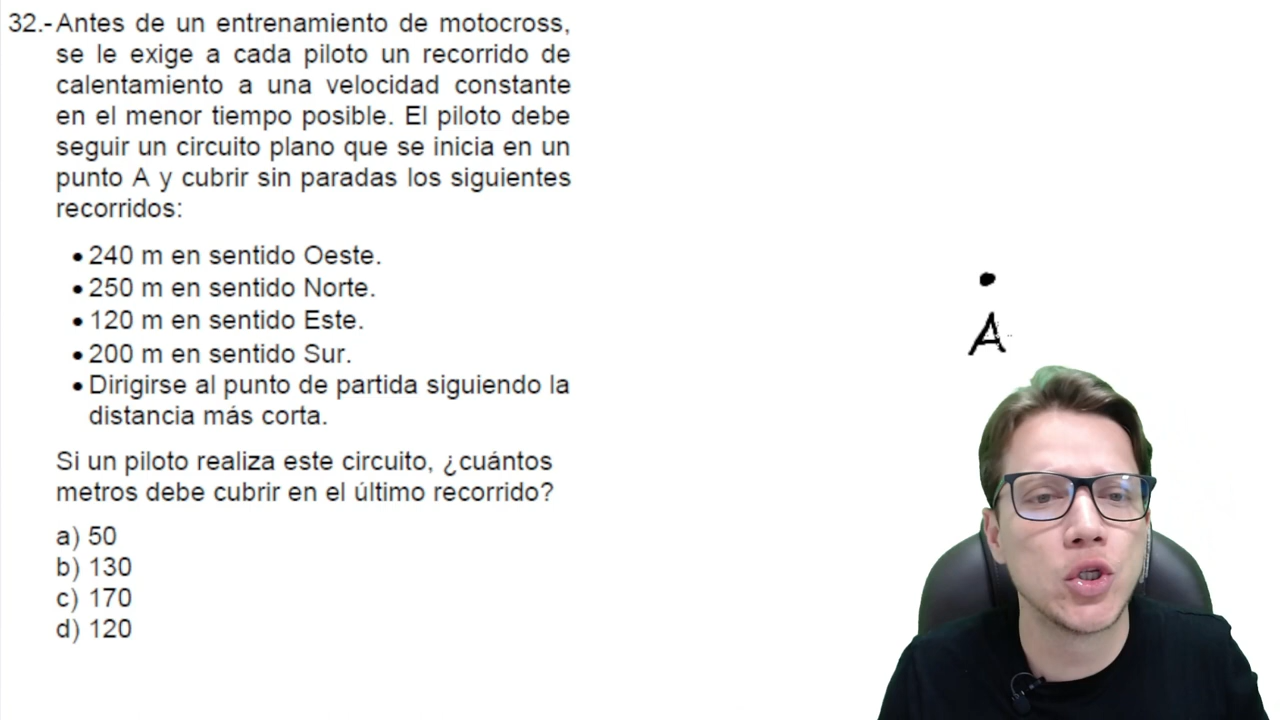 32.-Antes de un entrenamiento de motocross,
se le exige a cada piloto un recorrido de
calentamiento a una velocidad constante
en el menor tiempo posible. El piloto debe
seguir un circuito plano que se inicia en un
punto A y cubrir sin paradas los siguientes
recorridos:
• 240 m en sentido Oeste.
• 250 m en sentido Norte.
• 120 m en sentido Este.
• 200 m en sentido Sur.
• Dirigirse al punto de partida siguiendo la
distancia más corta.
Si un piloto realiza este circuito, ¿cuántos
metros debe cubrir en el último recorrido?
a) 50
b) 130
c) 170
d) 120
A